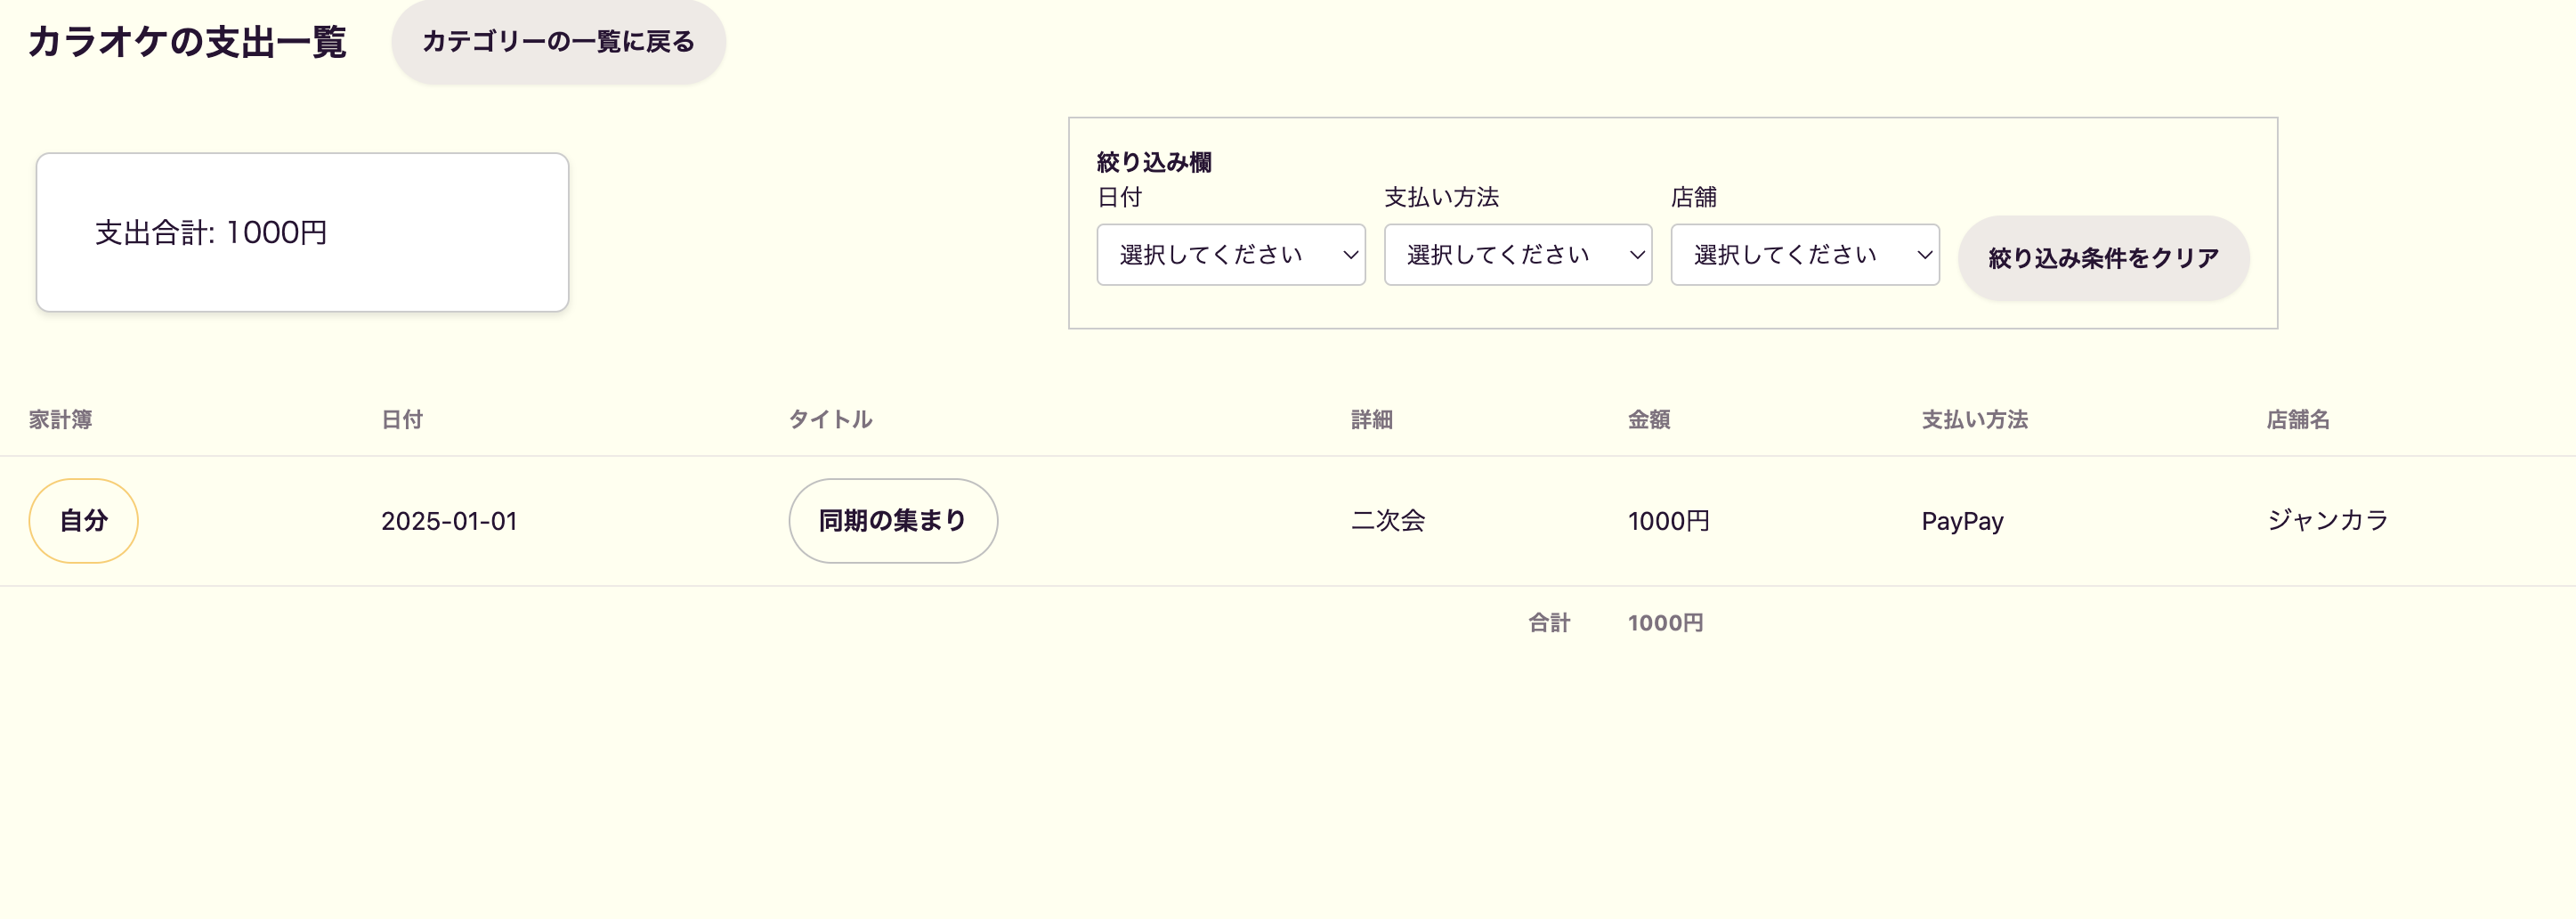 カラオケの支出一覧 カテゴリーの一覧に戻る
支出合計: 1000円
絞り込み欄
日付 支払い方法 店舗
選択してください 選択してください 選択してください 絞り込み条件をクリア
家計簿 日付 タイトル 詳細 金額 支払い方法 店舗名
自分 2025-01-01 同期の集まり 二次会 1000円 PayPay ジャンカラ
合計 1000円